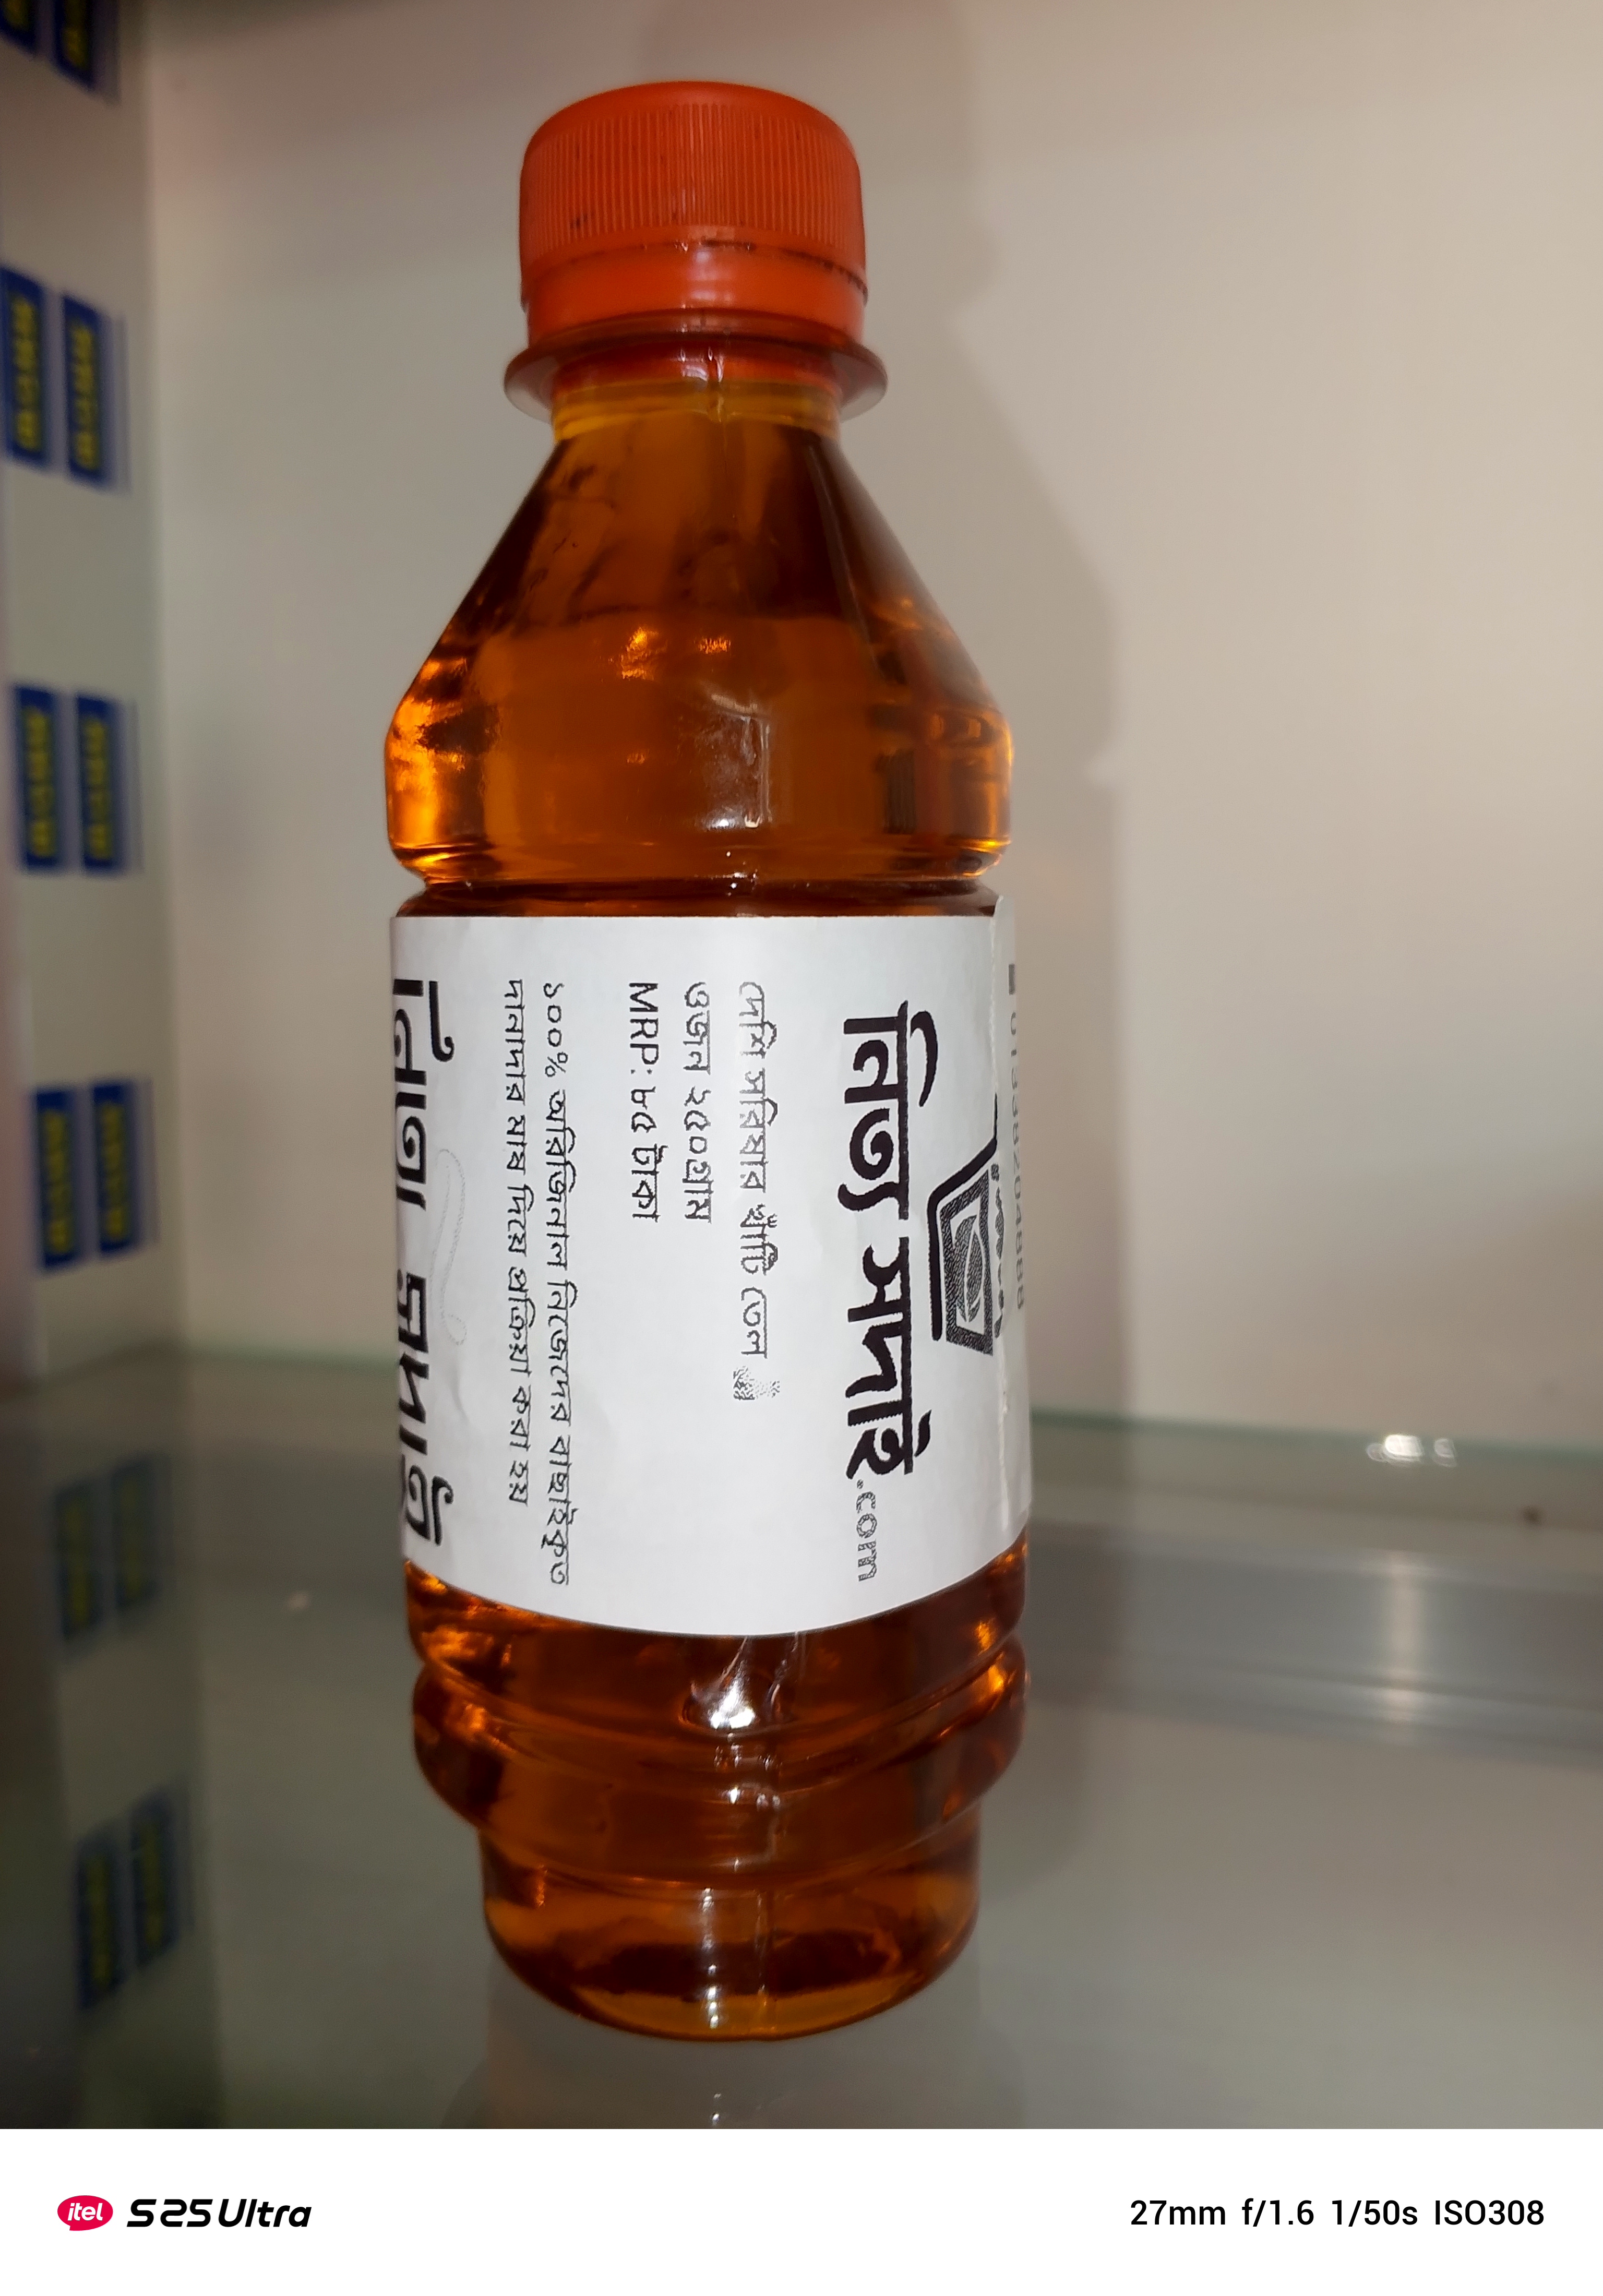 01338204888
নিত্য সদাই.com
দেশি সরিষার খাঁটি তেল
ওজন ২৫০গ্রাম
MRP: ৮৫ টাকা
১০০% অরিজিনাল নিজেদের বাছাইকৃত
দানাদার মাঘ দিয়ে প্রক্রিয়া করা হয়
নিত্য সদাই
itel S25 Ultra
27mm f/1.6 1/50s ISO308